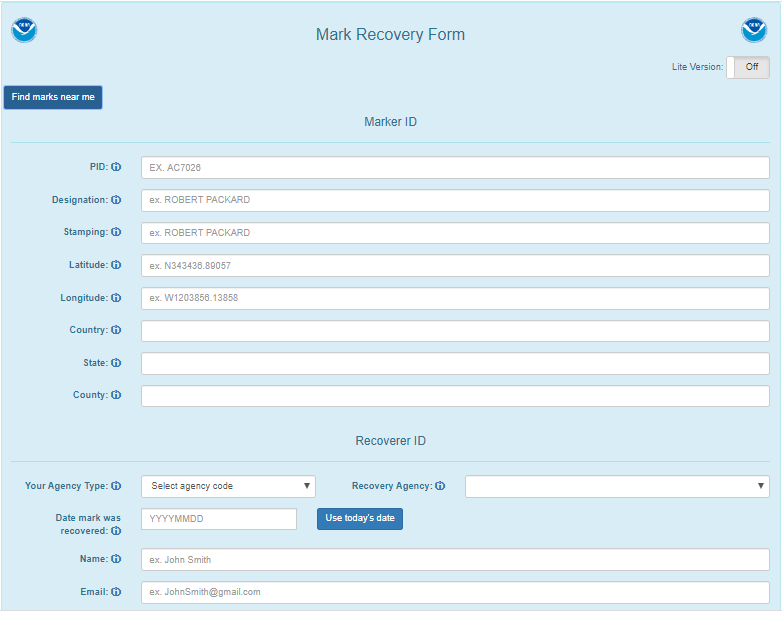 Mark Recovery Form
Lite Version: Off
Find marks near me
Marker ID
PID: EX. AC7026
Designation: ex. ROBERT PACKARD
Stamping: ex. ROBERT PACKARD
Latitude: ex. N343436.89057
Longitude: ex. W1203856.13858
Country:
State:
County:
Recoverer ID
Your Agency Type: Select agency code Recovery Agency:
Date mark was
recovered: YYYYMMDD Use today's date
Name: ex. John Smith
Email: ex. JohnSmith@gmail.com